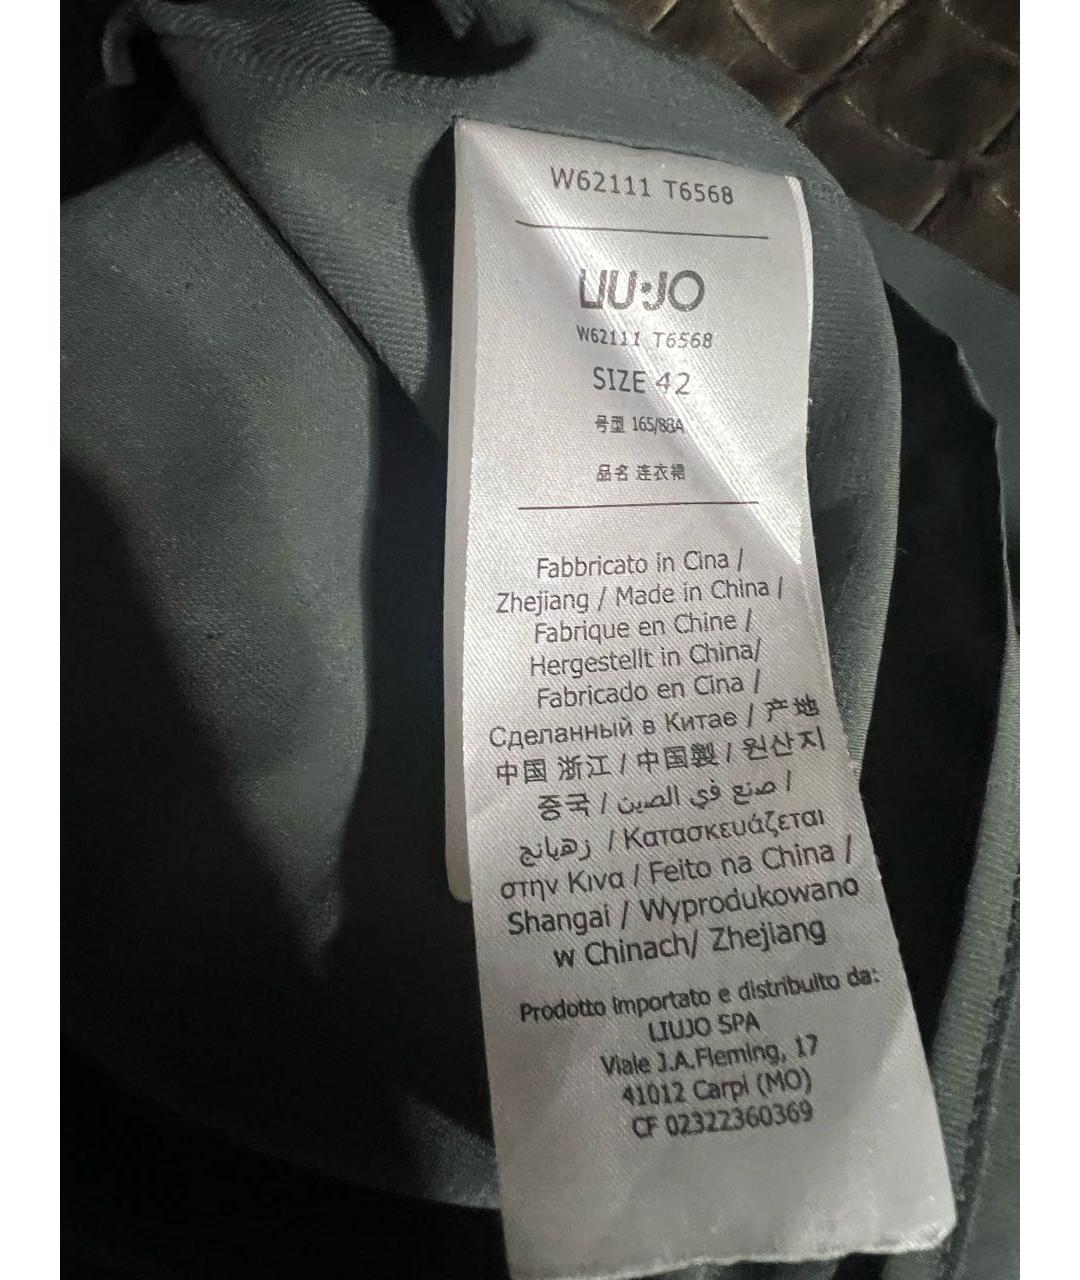 W62111 T6568
LIU·JO
W62111 T6568
SIZE 42
号型 165/88A
品名 连衣裙
Fabbricato in Cina /
Zhejiang / Made in China /
Fabrique en Chine /
Hergestellt in China/
Fabricado en Cina /
Сделанный в Китае / 产地
中国 浙江 / 中国製 / 원산지
중국 / صنع في الصين /
زهيانج / Κατασκευάζεται
στην Κινα / Feito na China /
Shangai / Wyprodukowano
w Chinach/ Zhejiang
Prodotto importato e distribuito da:
LIUJO SPA
Viale J.A.Fleming, 17
41012 Carpi (MO)
CF 02322360369